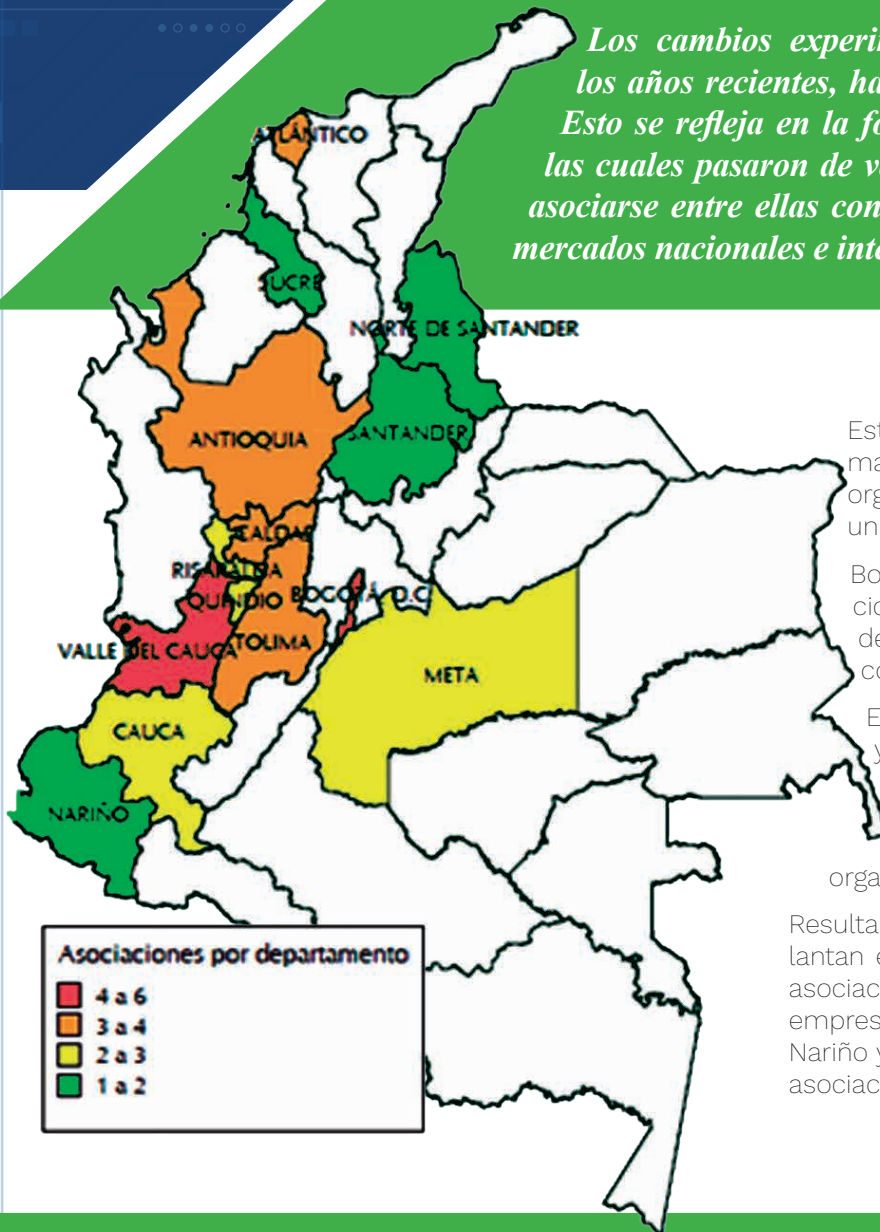 Los cambios experi
los años recientes, ha
Esto se refleja en la fo
las cuales pasaron de v
asociarse entre ellas con
mercados nacionales e int
ATLÁNTICO
SUCRE
NORTE DE SANTANDER
ANTIOQUIA
SANTANDER
CALDAS
RISARALDA
QUINDIO
BOGOTÁ, D.C.
VALLE DEL CAUCA
TOLIMA
META
CAUCA
NARIÑO
Est
ma
org
un
Bo
cio
de
co
E
y
orga
Resulta
lantan e
asociac
empres
Nariño y
asociac
Asociaciones por departamento
4 a 6
3 a 4
2 a 3
1 a 2